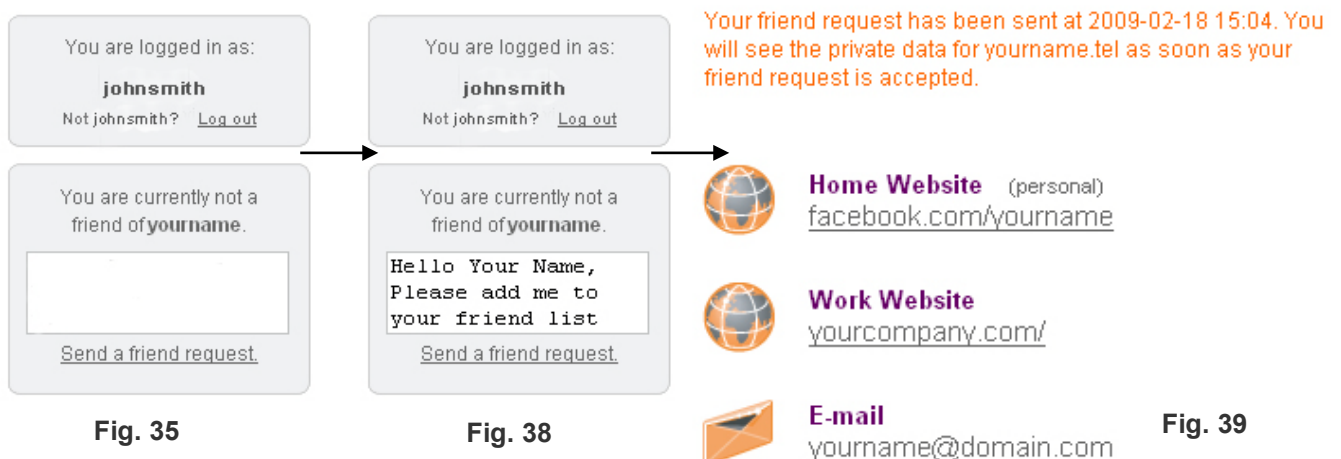 You are logged in as:
johnsmith
Not johnsmith? Log out
You are currently not a
friend of yourname.
Send a friend request.
Fig. 35
You are logged in as:
johnsmith
Not johnsmith? Log out
You are currently not a
friend of yourname.
Hello Your Name,
Please add me to
your friend list
Send a friend request.
Fig. 38
Your friend request has been sent at 2009-02-18 15:04. You
will see the private data for yourname.tel as soon as your
friend request is accepted.
Home Website (personal)
facebook.com/yourname
Work Website
yourcompany.com/
E-mail
yourname@domain.com
Fig. 39